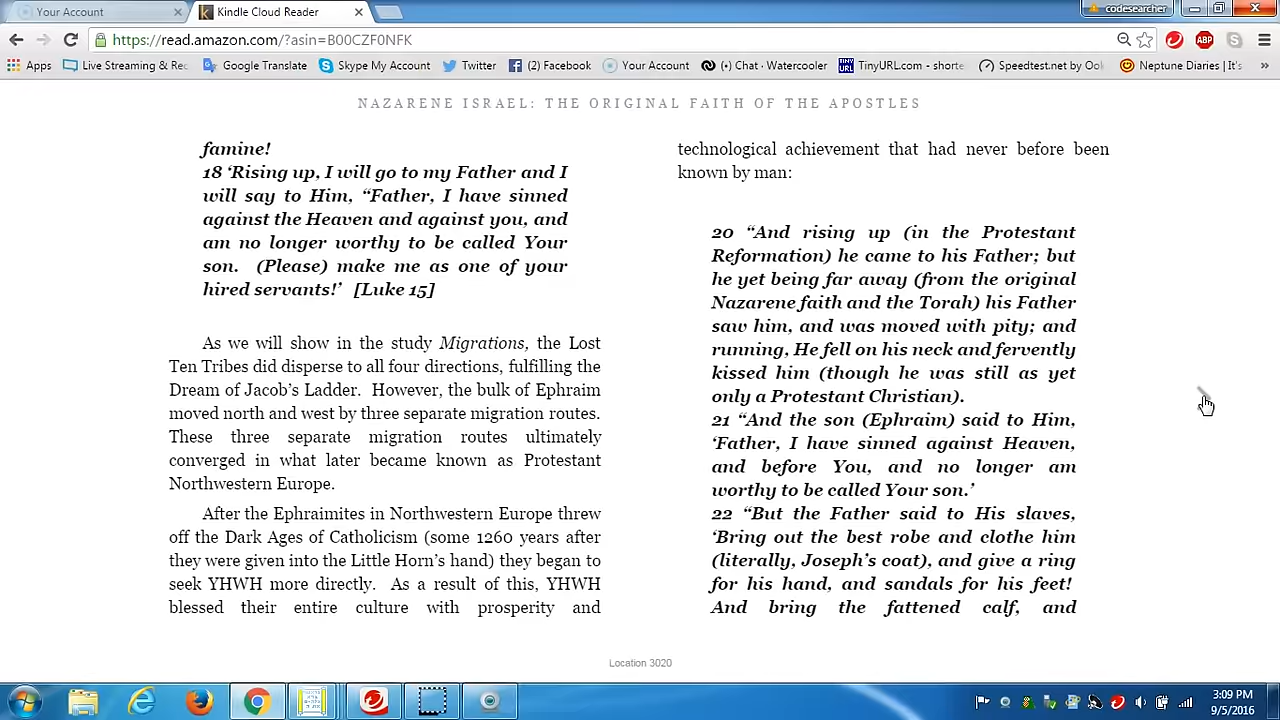 Your Account
Kindle Cloud Reader
codesearcher
https://read.amazon.com/?asin=B00CZF0NFK
Apps
Live Streaming & Rec
Google Translate
Skype My Account
Twitter
(2) Facebook
Your Account
(•) Chat · Watercooler
TinyURL.com - shorte
Speedtest.net by Ook
Neptune Diaries | It's
NAZARENE ISRAEL: THE ORIGINAL FAITH OF THE APOSTLES
famine!
18 ‘Rising up, I will go to my Father and I
will say to Him, “Father, I have sinned
against the Heaven and against you, and
am no longer worthy to be called Your
son. (Please) make me as one of your
hired servants!’ [Luke 15]
As we will show in the study Migrations, the Lost
Ten Tribes did disperse to all four directions, fulfilling the
Dream of Jacob’s Ladder. However, the bulk of Ephraim
moved north and west by three separate migration routes.
These three separate migration routes ultimately
converged in what later became known as Protestant
Northwestern Europe.
After the Ephraimites in Northwestern Europe threw
off the Dark Ages of Catholicism (some 1260 years after
they were given into the Little Horn’s hand) they began to
seek YHWH more directly. As a result of this, YHWH
blessed their entire culture with prosperity and
technological achievement that had never before been
known by man:
20 “And rising up (in the Protestant
Reformation) he came to his Father; but
he yet being far away (from the original
Nazarene faith and the Torah) his Father
saw him, and was moved with pity; and
running, He fell on his neck and fervently
kissed him (though he was still as yet
only a Protestant Christian).
21 “And the son (Ephraim) said to Him,
‘Father, I have sinned against Heaven,
and before You, and no longer am
worthy to be called Your son.’
22 “But the Father said to His slaves,
‘Bring out the best robe and clothe him
(literally, Joseph’s coat), and give a ring
for his hand, and sandals for his feet!
And bring the fattened calf, and
Location 3020
3:09 PM
9/5/2016